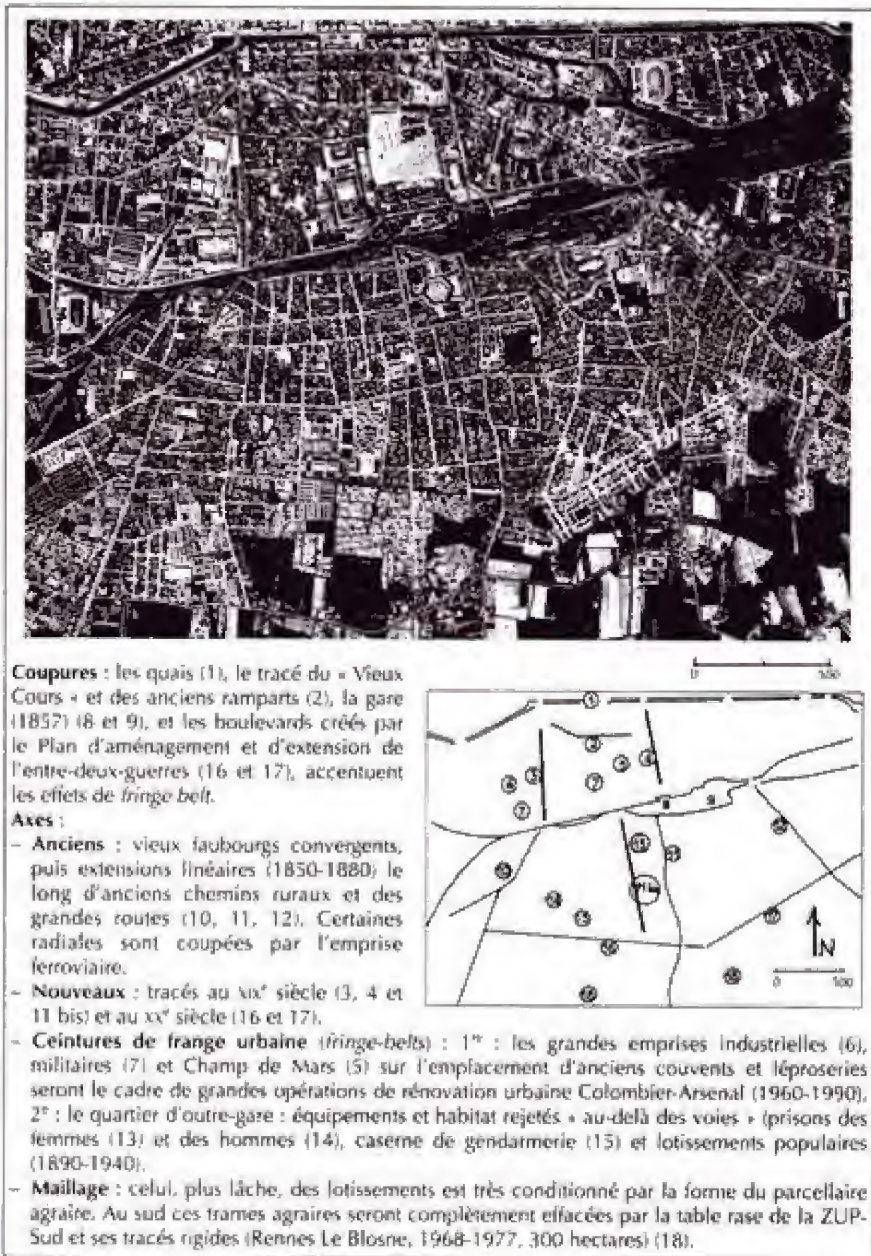 0 500
Coupures : les quais (1), le tracé du « Vieux
Cours » et des anciens ramparts (2), la gare
(1857) (8 et 9), et les boulevards créés par
le Plan d'aménagement et d'extension de
l'entre-deux-guerres (16 et 17), accentuent
les effets de fringe belt.
Axes :
– Anciens : vieux faubourgs convergents,
puis extensions linéaires (1850-1880) le
long d'anciens chemins ruraux et des
grandes routes (10, 11, 12). Certaines
radiales sont coupées par l'emprise
ferroviaire.
– Nouveaux : tracés au XIXe siècle (3, 4 et
11 bis) et au XXe siècle (16 et 17).
1
7
7
8
9
11
14
17
N
0 500
– Ceintures de frange urbaine (fringe-belts) : 1re : les grandes emprises industrielles (6),
militaires (7) et Champ de Mars (5) sur l'emplacement d'anciens couvents et léproseries
seront le cadre de grandes opérations de rénovation urbaine Colombier-Arsenal (1960-1990),
2e : le quartier d'outre-gare : équipements et habitat rejetés « au-delà des voies » (prisons des
femmes (13) et des hommes (14), caserne de gendarmerie (15) et lotissements populaires
(1890-1940).
– Maillage : celui, plus lâche, des lotissements est très conditionné par la forme du parcellaire
agraire. Au sud ces trames agraires seront complètement effacées par la table rase de la ZUP-
Sud et ses tracés rigides (Rennes Le Blosne, 1968-1977, 300 hectares) (18).